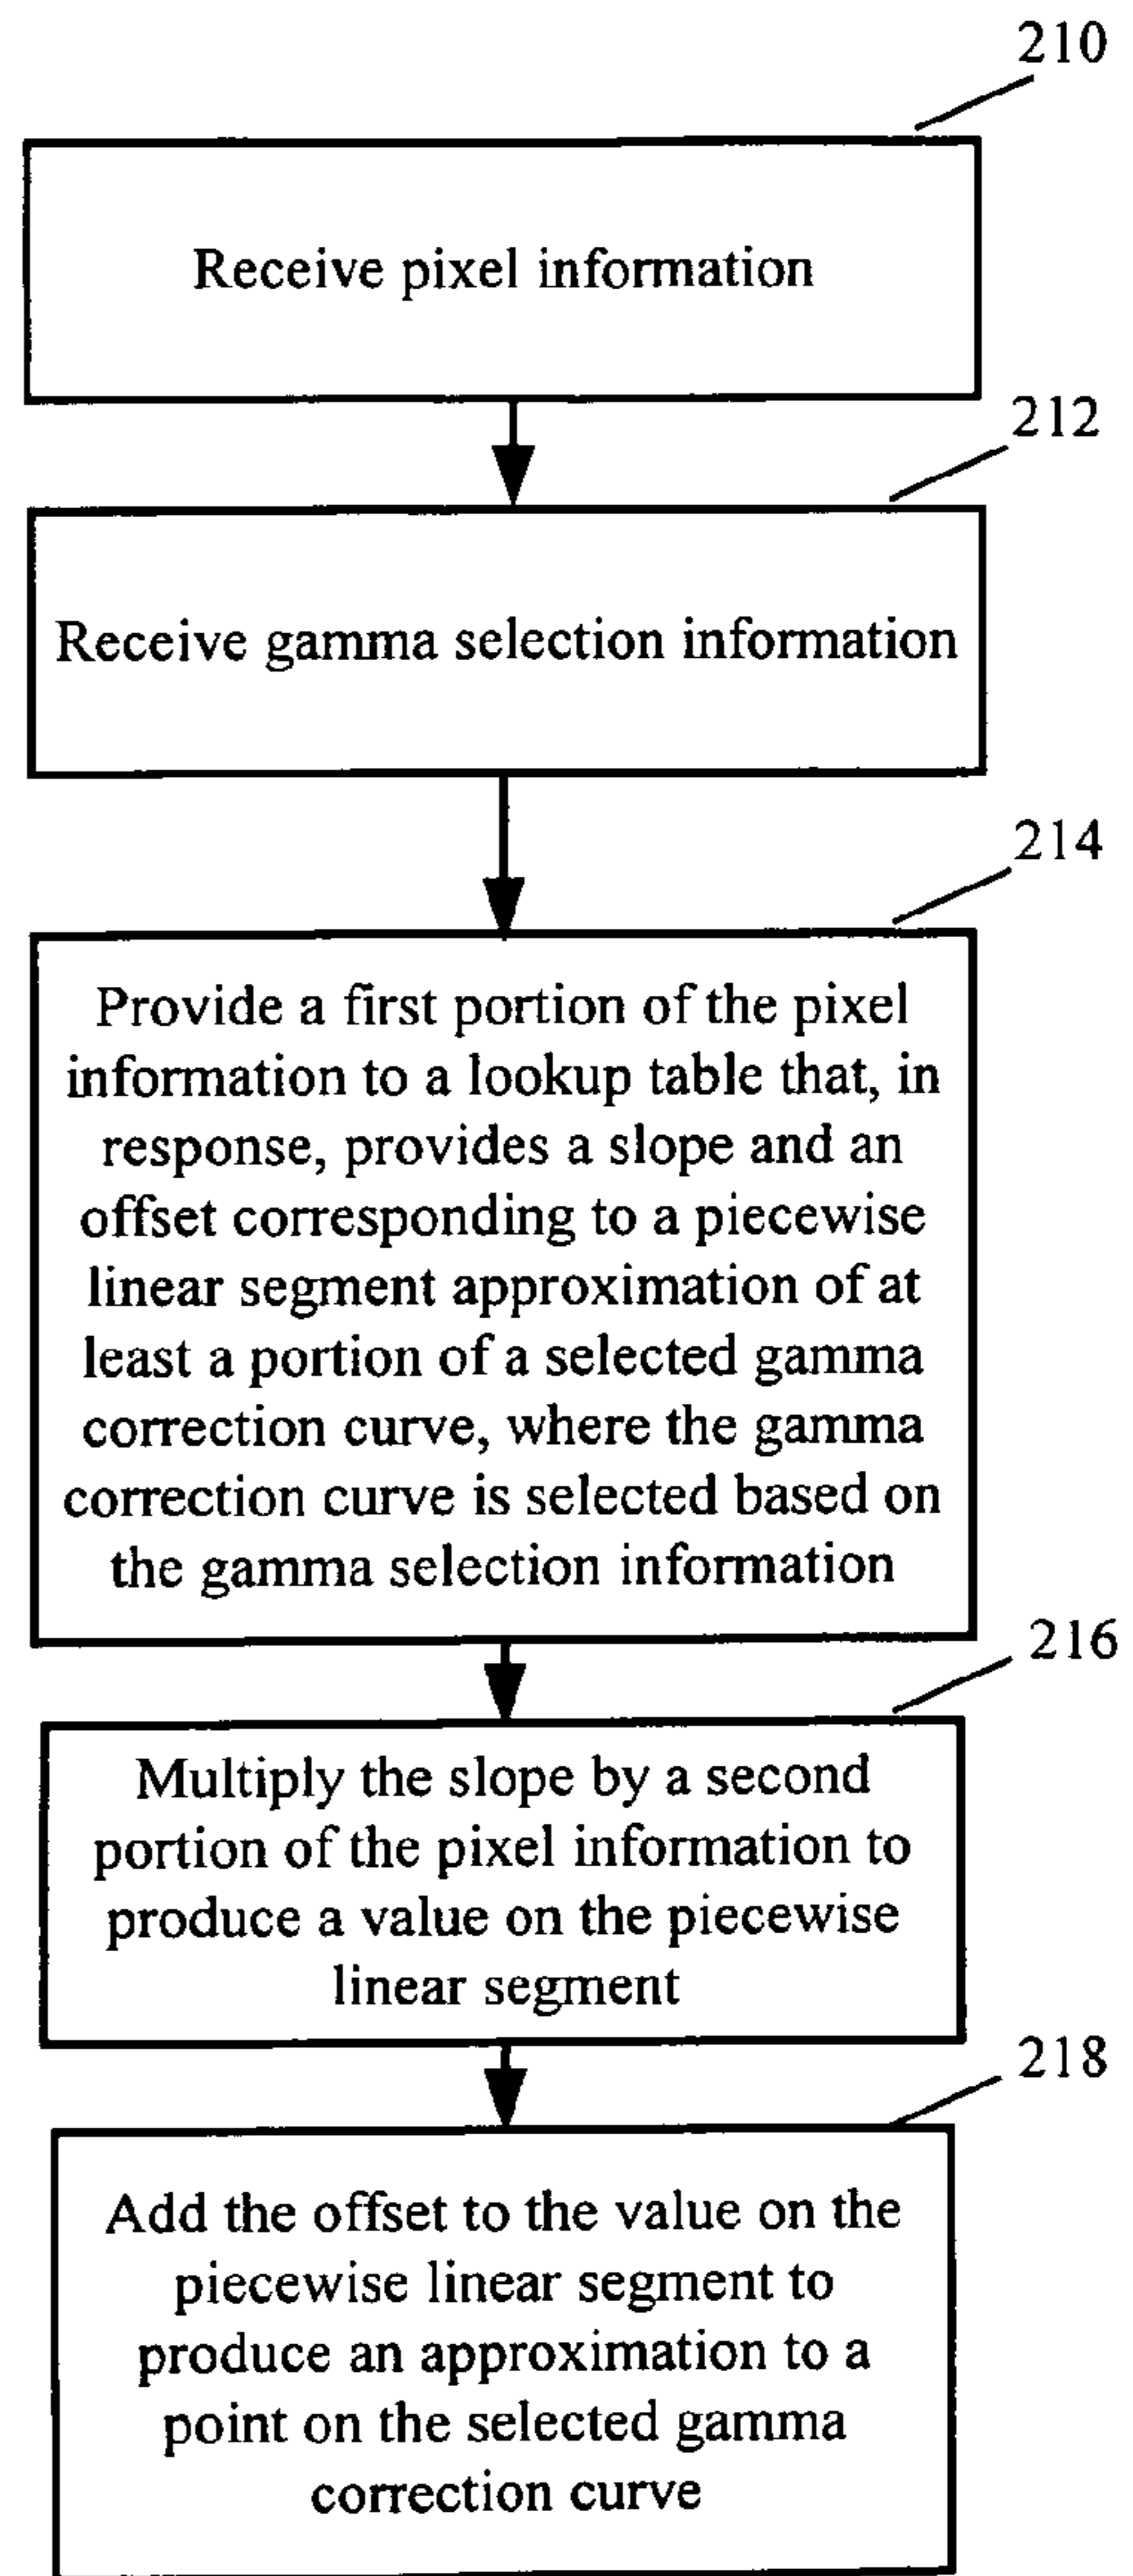 210
Receive pixel information
212
Receive gamma selection information
214
Provide a first portion of the pixel
information to a lookup table that, in
response, provides a slope and an
offset corresponding to a piecewise
linear segment approximation of at
least a portion of a selected gamma
correction curve, where the gamma
correction curve is selected based on
the gamma selection information
216
Multiply the slope by a second
portion of the pixel information to
produce a value on the piecewise
linear segment
218
Add the offset to the value on the
piecewise linear segment to
produce an approximation to a
point on the selected gamma
correction curve